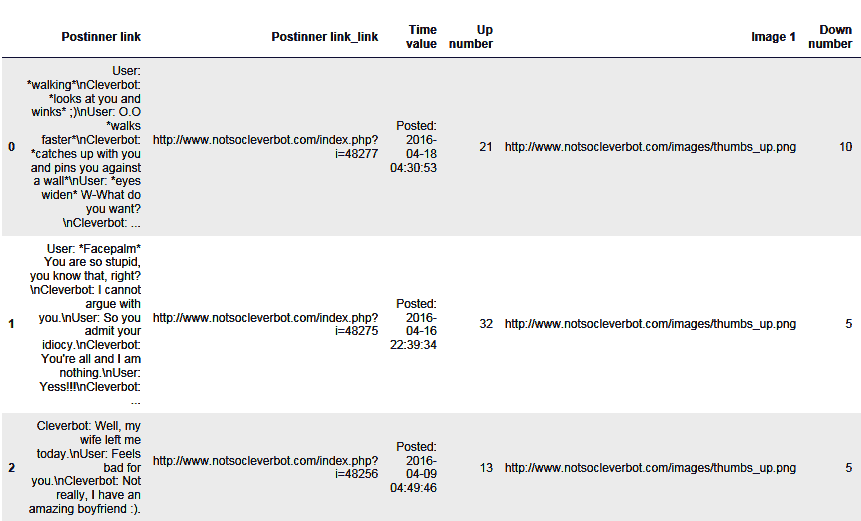 Postinner link Postinner link_link Time value Up number Image 1 Down number
0
User:
*walking*\nCleverbot:
*looks at you and
winks* ;)\nUser: O.O
*walks
faster*\nCleverbot:
*catches up with you
and pins you against
a wall*\nUser: *eyes
widen* W-What do
you want?
\nCleverbot: ...
http://www.notsocleverbot.com/index.php?
i=48277
Posted:
2016-
04-18
04:30:53
21
http://www.notsocleverbot.com/images/thumbs_up.png
10
1
User: *Facepalm*
You are so stupid,
you know that, right?
\nCleverbot: I cannot
argue with
you.\nUser: So you
admit your
idiocy.\nCleverbot:
You're all and I am
nothing.\nUser:
Yess!!!\nCleverbot:
...
http://www.notsocleverbot.com/index.php?
i=48275
Posted:
2016-
04-16
22:39:34
32
http://www.notsocleverbot.com/images/thumbs_up.png
5
2
Cleverbot: Well, my
wife left me
today.\nUser: Feels
bad for
you.\nCleverbot: Not
really, I have an
amazing boyfriend :).
http://www.notsocleverbot.com/index.php?
i=48256
Posted:
2016-
04-09
04:49:46
13
http://www.notsocleverbot.com/images/thumbs_up.png
5